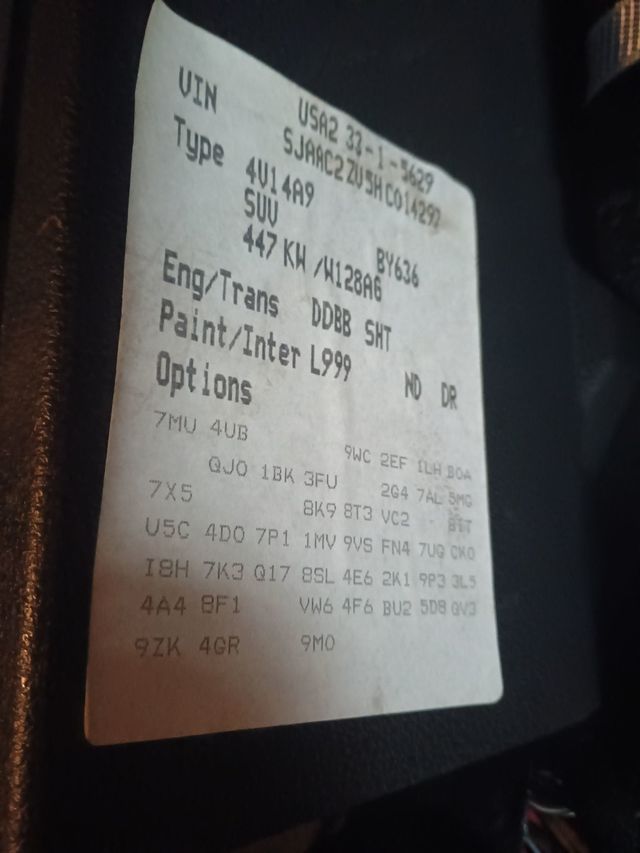 USA2 33-1-5629
VIN SJAAC2ZV5HC014297
Type 4V14A9 BY636
SUV
447 KW /W128A6
Eng/Trans DDBB SHT
Paint/Inter L999 ND DR
Options
7MU 4UB 9WC 2EF 1LH 8OA
QJ0 1BK 3FU 2G4 7AL 5MG
7X5 8K9 8T3 VC2
U5C 4D0 7P1 1MV 9VS FN4 7UG CK0
I8H 7K3 Q17 8SL 4E6 2K1 9P3 3L5
4A4 8F1 VW6 4F6 BU2 5D8 QV3
9ZK 4GR 9M0